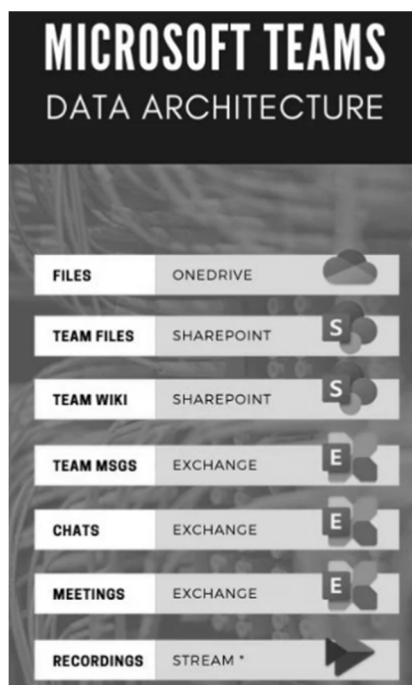 MICROSOFT TEAMS
DATA ARCHITECTURE
FILES ONEDRIVE
TEAM FILES SHAREPOINT S
TEAM WIKI SHAREPOINT S
TEAM MSGS EXCHANGE E
CHATS EXCHANGE E
MEETINGS EXCHANGE E
RECORDINGS STREAM *